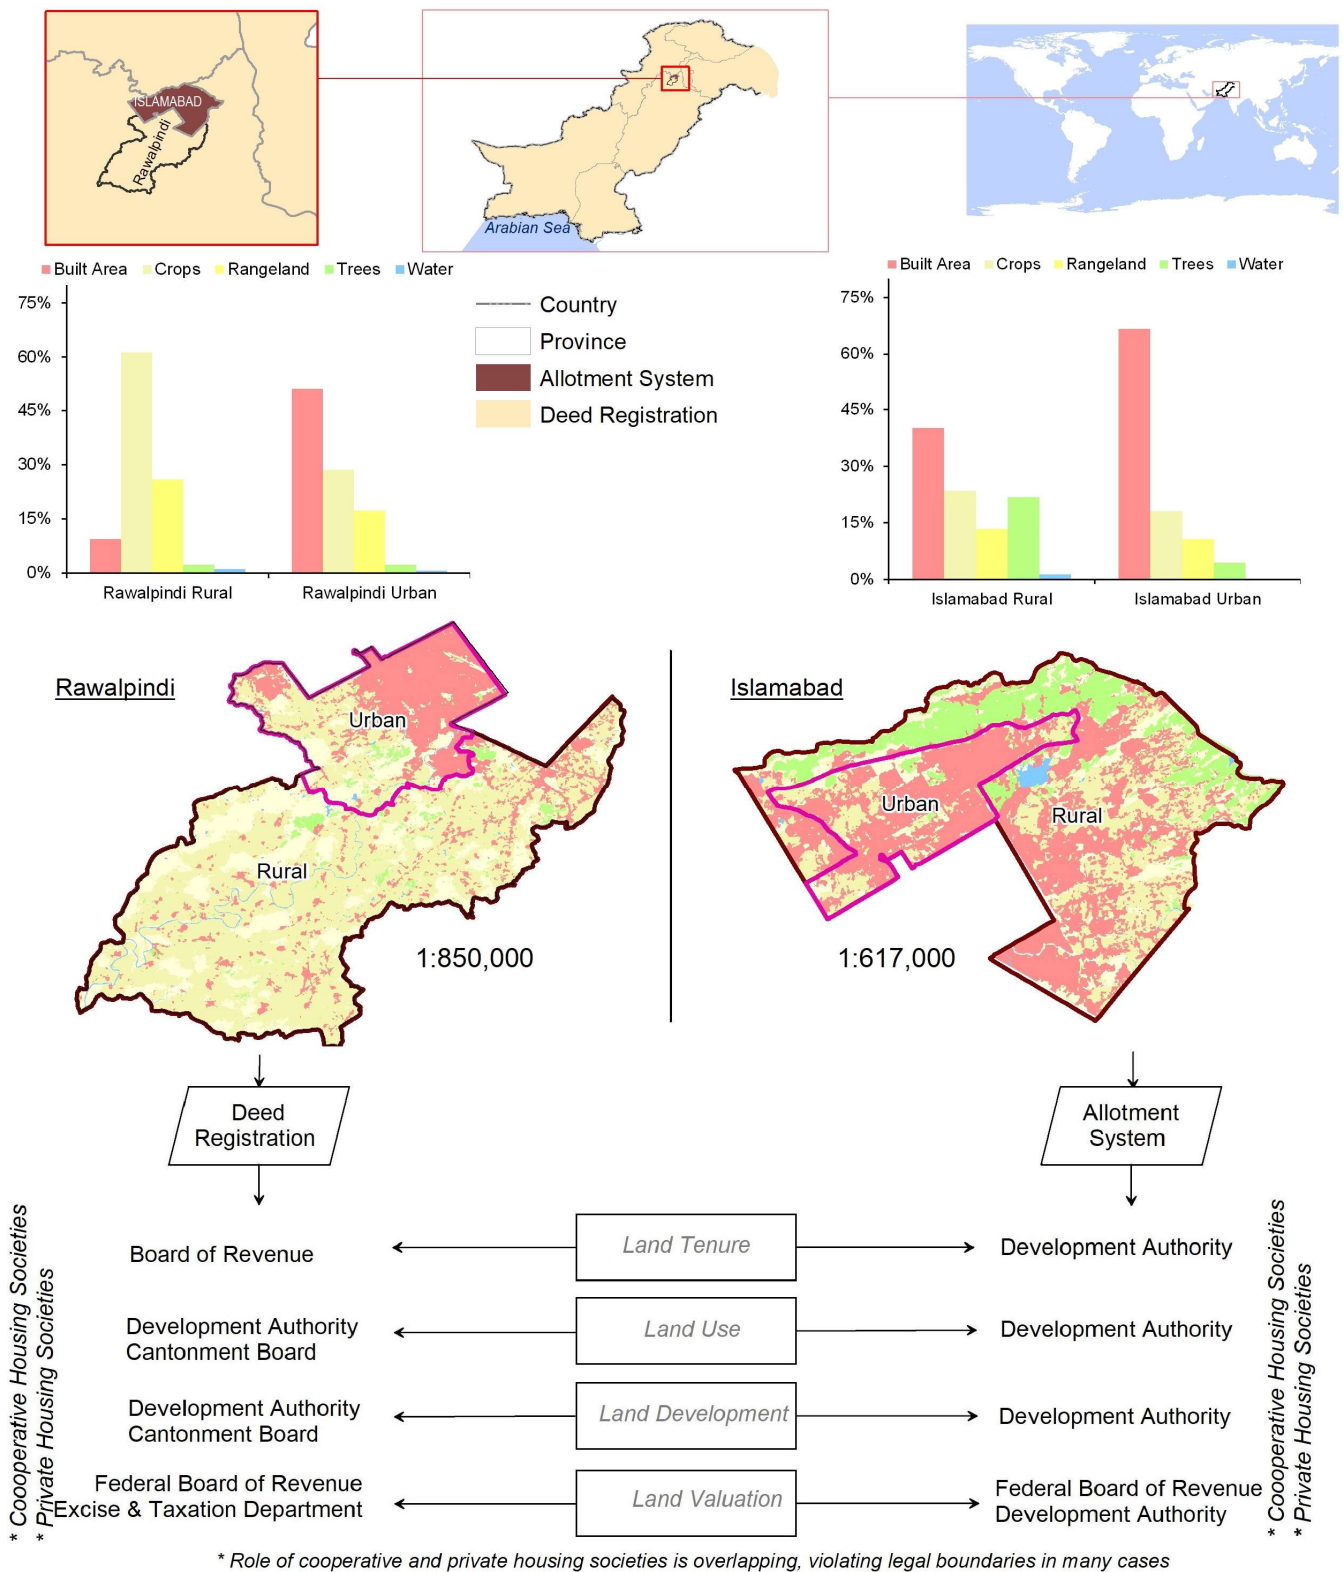 ISLAMABAD
Rawalpindi
Arabian Sea
Built Area Crops Rangeland Trees Water
75%
60%
45%
30%
15%
0%
Rawalpindi Rural Rawalpindi Urban
Country
Province
Allotment System
Deed Registration
Built Area Crops Rangeland Trees Water
75%
60%
45%
30%
15%
0%
Islamabad Rural Islamabad Urban
Rawalpindi
Urban
Rural
1:850,000
Islamabad
Urban
Rural
1:617,000
Deed
Registration
Allotment
System
* Coooperative Housing Societies
* Private Housing Societies
Board of Revenue
Land Tenure
Development Authority
Development Authority
Cantonment Board
Land Use
Development Authority
Development Authority
Cantonment Board
Land Development
Development Authority
Federal Board of Revenue
Excise & Taxation Department
Land Valuation
Federal Board of Revenue
Development Authority
* Coooperative Housing Societies
* Private Housing Societies
* Role of cooperative and private housing societies is overlapping, violating legal boundaries in many cases